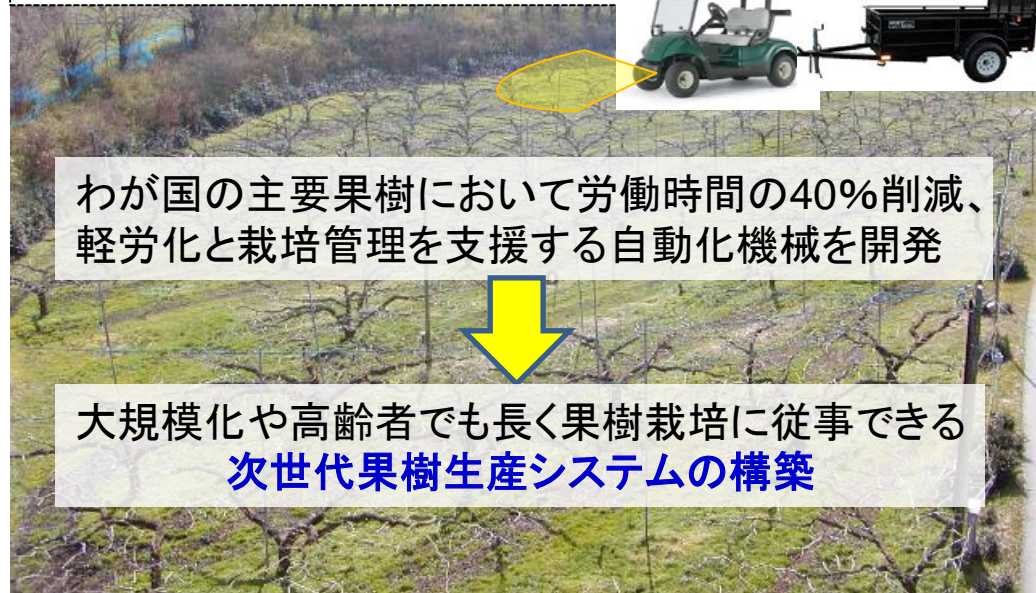 わが国の主要果樹において労働時間の40%削減、
軽労化と栽培管理を支援する自動化機械を開発
大規模化や高齢者でも長く果樹栽培に従事できる
次世代果樹生産システムの構築